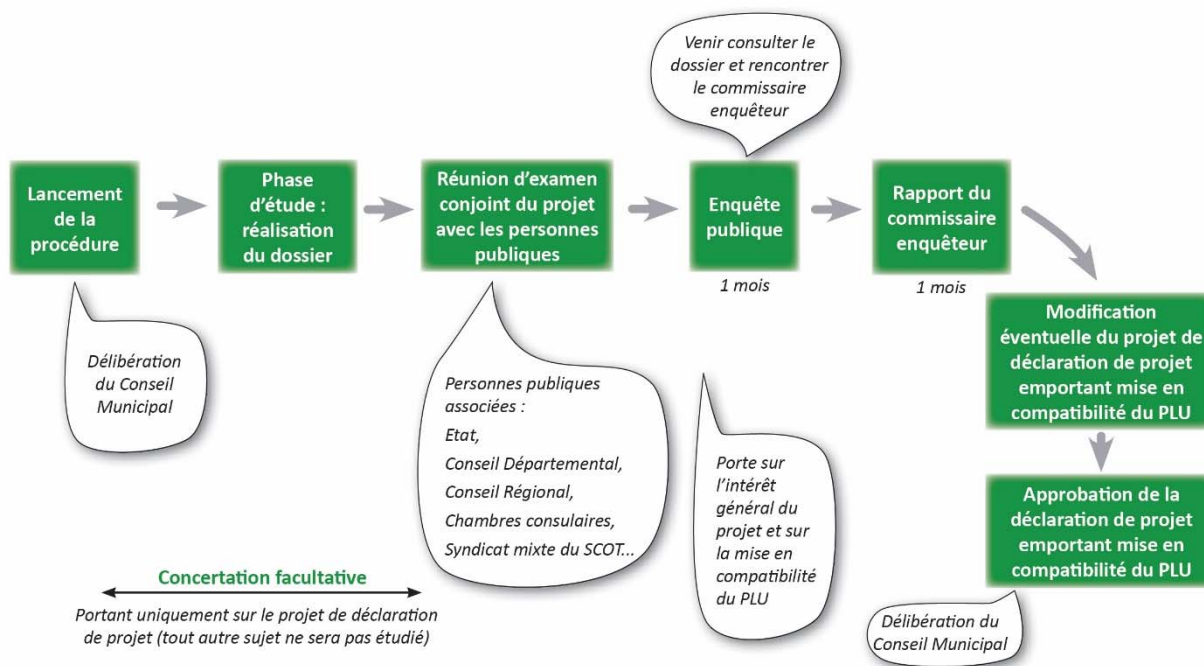 Venir consulter le
dossier et rencontrer
le commissaire
enquêteur
Lancement
de la
procédure
Phase
d'étude :
réalisation
du dossier
Réunion d'examen
conjoint du projet
avec les personnes
publiques
Enquête
publique
1 mois
Rapport du
commissaire
enquêteur
1 mois
Modification
éventuelle du projet de
déclaration de projet
emportant mise en
compatibilité du PLU
Délibération
du Conseil
Municipal
Personnes publiques
associées :
Etat,
Conseil Départemental,
Conseil Régional,
Chambres consulaires,
Syndicat mixte du SCOT...
Porte sur
l'intérêt
général du
projet et sur
la mise en
compatibilité
du PLU
Approbation de la
déclaration de projet
emportant mise en
compatibilité du PLU
Délibération du
Conseil Municipal
Concertation facultative
Portant uniquement sur le projet de déclaration
de projet (tout autre sujet ne sera pas étudié)